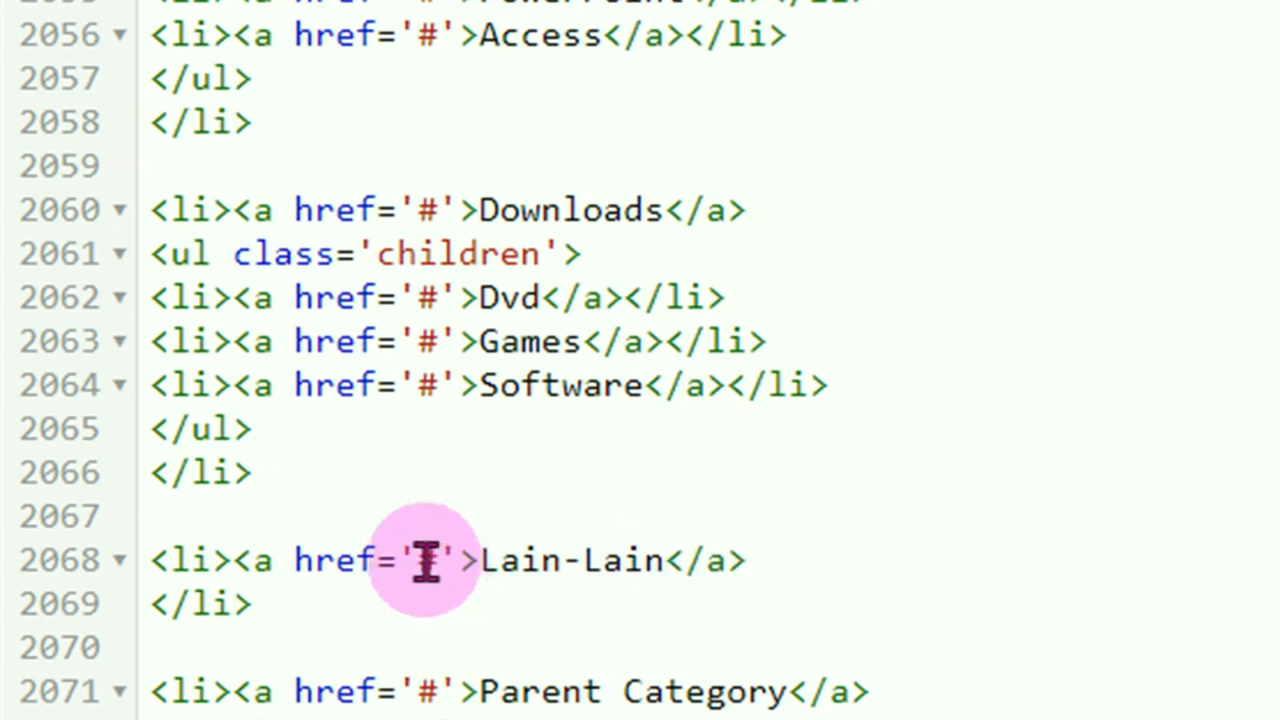 2056 <li><a href='#'>Access</a></li>
2057 </ul>
2058 </li>
2059
2060 <li><a href='#'>Downloads</a>
2061 <ul class='children'>
2062 <li><a href='#'>Dvd</a></li>
2063 <li><a href='#'>Games</a></li>
2064 <li><a href='#'>Software</a></li>
2065 </ul>
2066 </li>
2067
2068 <li><a href='#'>Lain-Lain</a>
2069 </li>
2070
2071 <li><a href='#'>Parent Category</a>